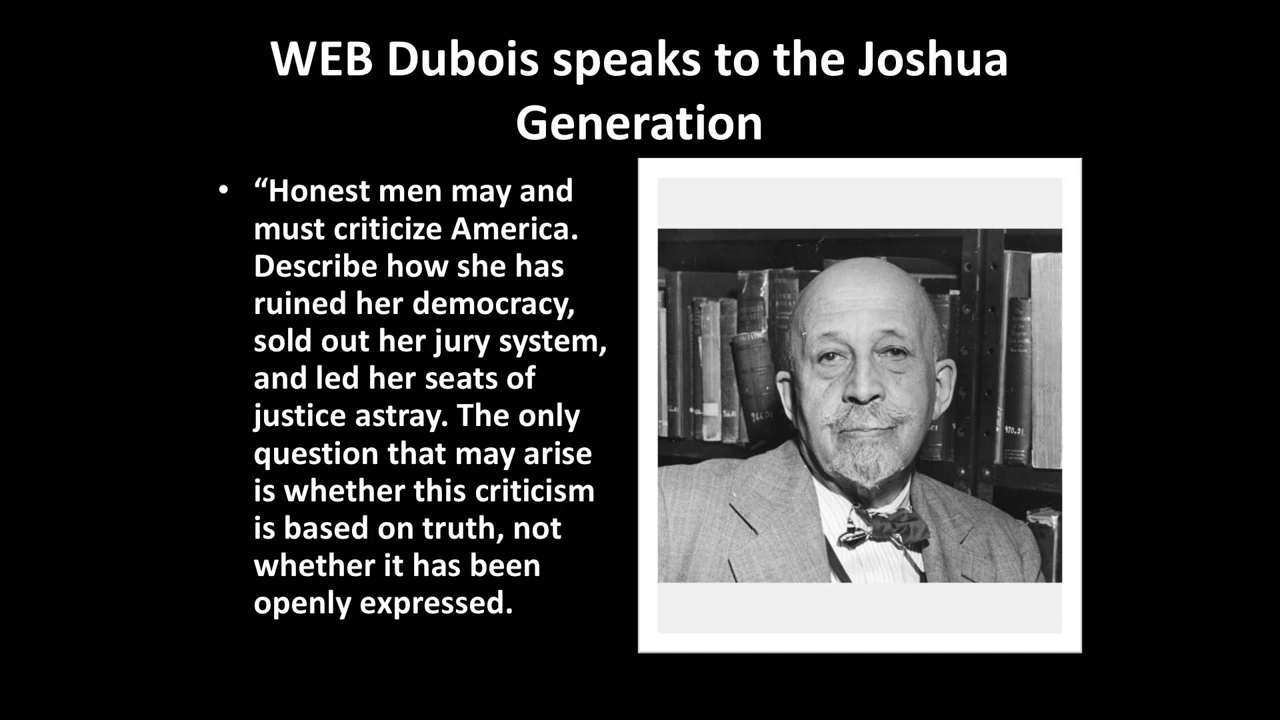 WEB Dubois speaks to the Joshua
Generation
• “Honest men may and
must criticize America.
Describe how she has
ruined her democracy,
sold out her jury system,
and led her seats of
justice astray. The only
question that may arise
is whether this criticism
is based on truth, not
whether it has been
openly expressed.